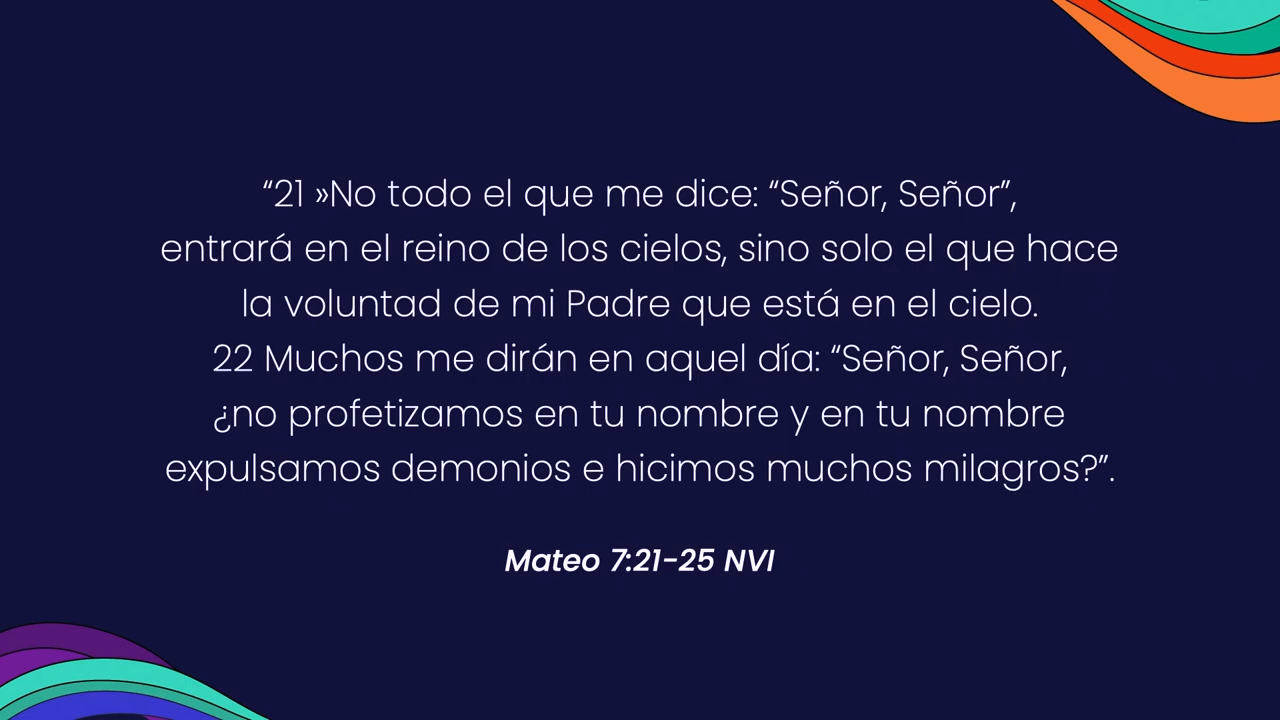 “21 »No todo el que me dice: “Señor, Señor”,
entrará en el reino de los cielos, sino solo el que hace
la voluntad de mi Padre que está en el cielo.
22 Muchos me dirán en aquel día: “Señor, Señor,
¿no profetizamos en tu nombre y en tu nombre
expulsamos demonios e hicimos muchos milagros?”.
Mateo 7:21-25 NVI